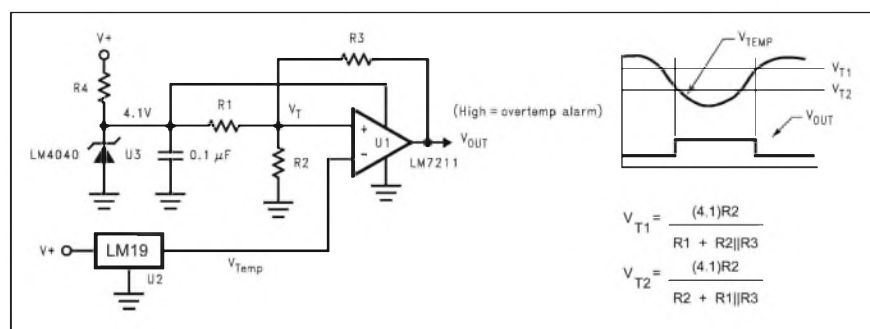 V+
R4
4.1V
R1
V_T
R3
LM4040
U3
0.1 μF
R2
+
−
U1
LM7211
(High = overtemp alarm)
V_OUT
V+
LM19
U2
V_Temp
V_TEMP
V_T1
V_T2
V_OUT
V_T1 = (4.1)R2 / R1 + R2||R3
V_T2 = (4.1)R2 / R2 + R1||R3